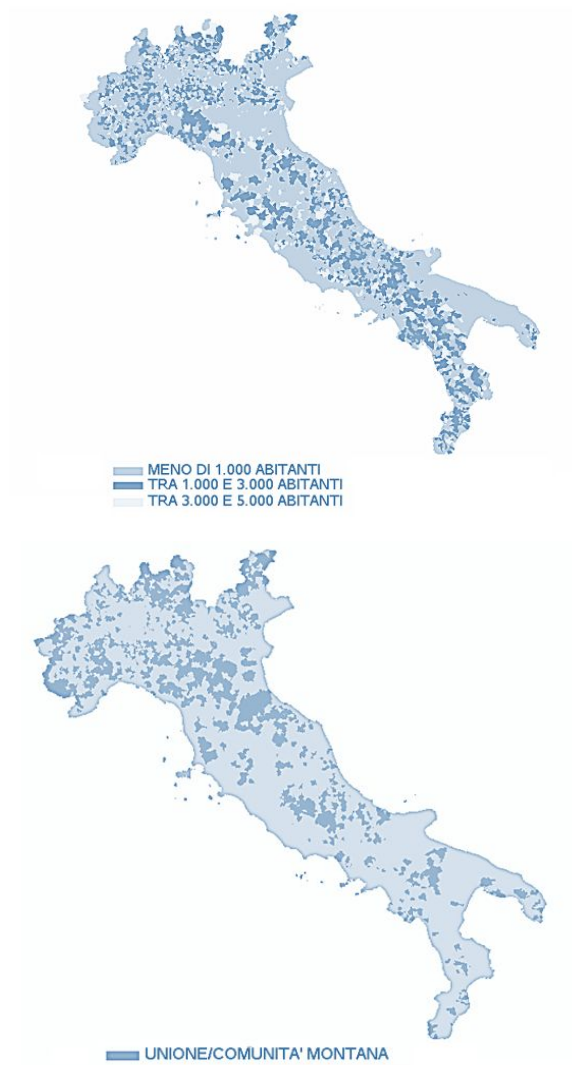 MENO DI 1.000 ABITANTI
TRA 1.000 E 3.000 ABITANTI
TRA 3.000 E 5.000 ABITANTI
UNIONE/COMUNITA' MONTANA